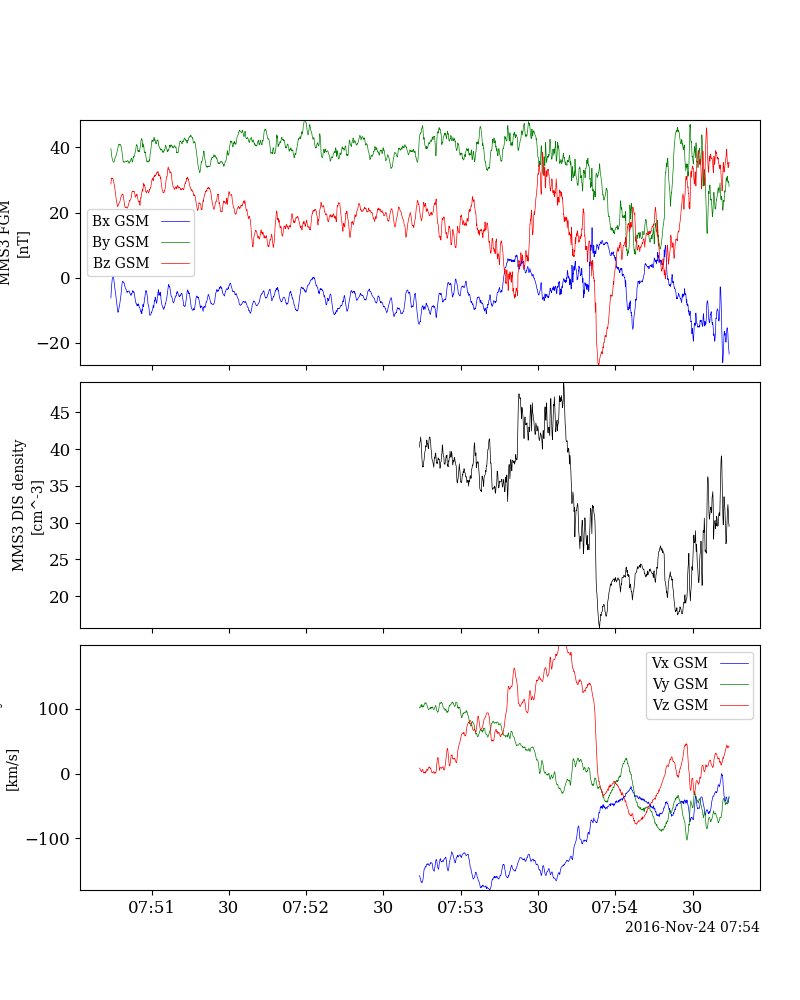 40
20
0
−20
MMS3 FGM
[nT]
Bx GSM
By GSM
Bz GSM
45
40
35
30
25
20
MMS3 DIS density
[cm^-3]
100
0
−100
[km/s]
Vx GSM
Vy GSM
Vz GSM
07:51 30 07:52 30 07:53 30 07:54 30
2016-Nov-24 07:54